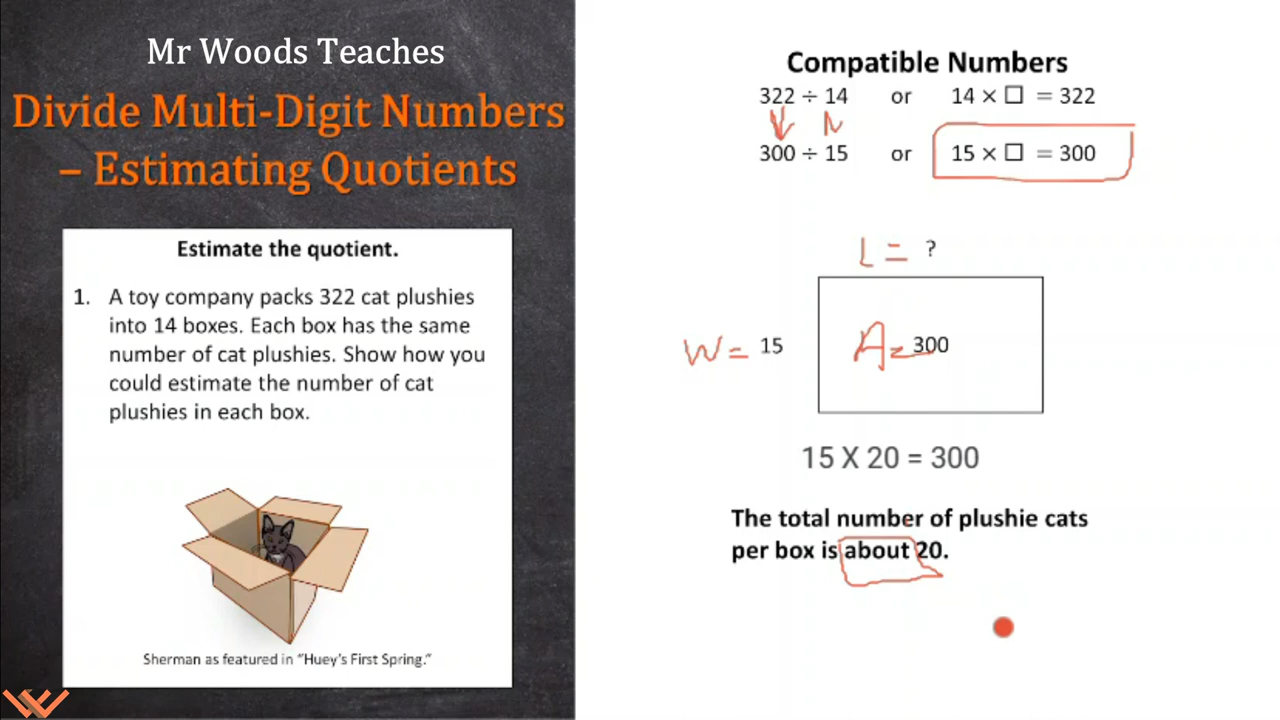 Mr Woods Teaches
Divide Multi-Digit Numbers
– Estimating Quotients
Estimate the quotient.
1. A toy company packs 322 cat plushies
into 14 boxes. Each box has the same
number of cat plushies. Show how you
could estimate the number of cat
plushies in each box.
Sherman as featured in “Huey’s First Spring.”
Compatible Numbers
322 ÷ 14 or 14 × □ = 322
300 ÷ 15 or 15 × □ = 300
L = ?
W = 15 A = 300
15 X 20 = 300
The total number of plushie cats
per box is about 20.